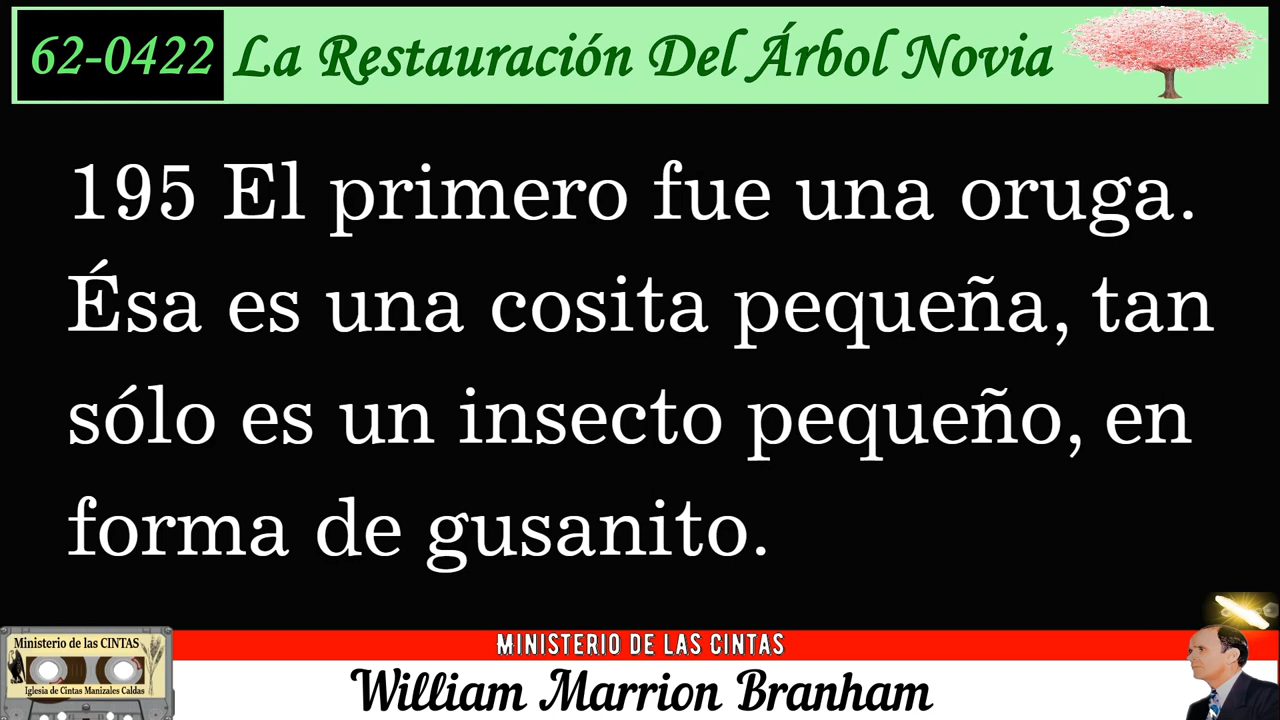 62-0422 La Restauración Del Árbol Novia
195 El primero fue una oruga.
Ésa es una cosita pequeña, tan
sólo es un insecto pequeño, en
forma de gusanito.
Ministerio de las CINTAS
Iglesia de Cintas Manizales Caldas
MINISTERIO DE LAS CINTAS
William Marrion Branham